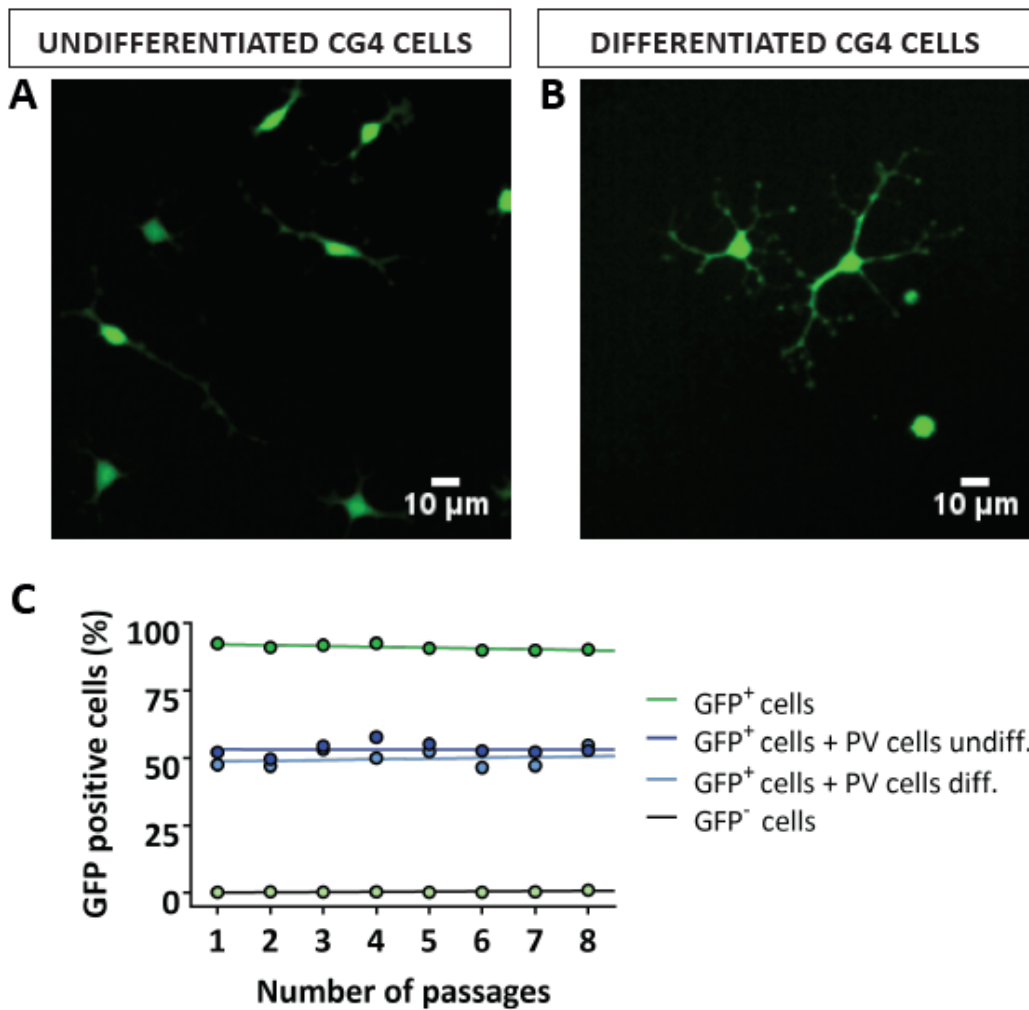 UNDIFFERENTIATED CG4 CELLS
DIFFERENTIATED CG4 CELLS
A
B
10 µm
10 µm
C
GFP positive cells (%)
100
75
50
25
0
1 2 3 4 5 6 7 8
Number of passages
GFP⁺ cells
GFP⁺ cells + PV cells undiff.
GFP⁺ cells + PV cells diff.
GFP⁻ cells